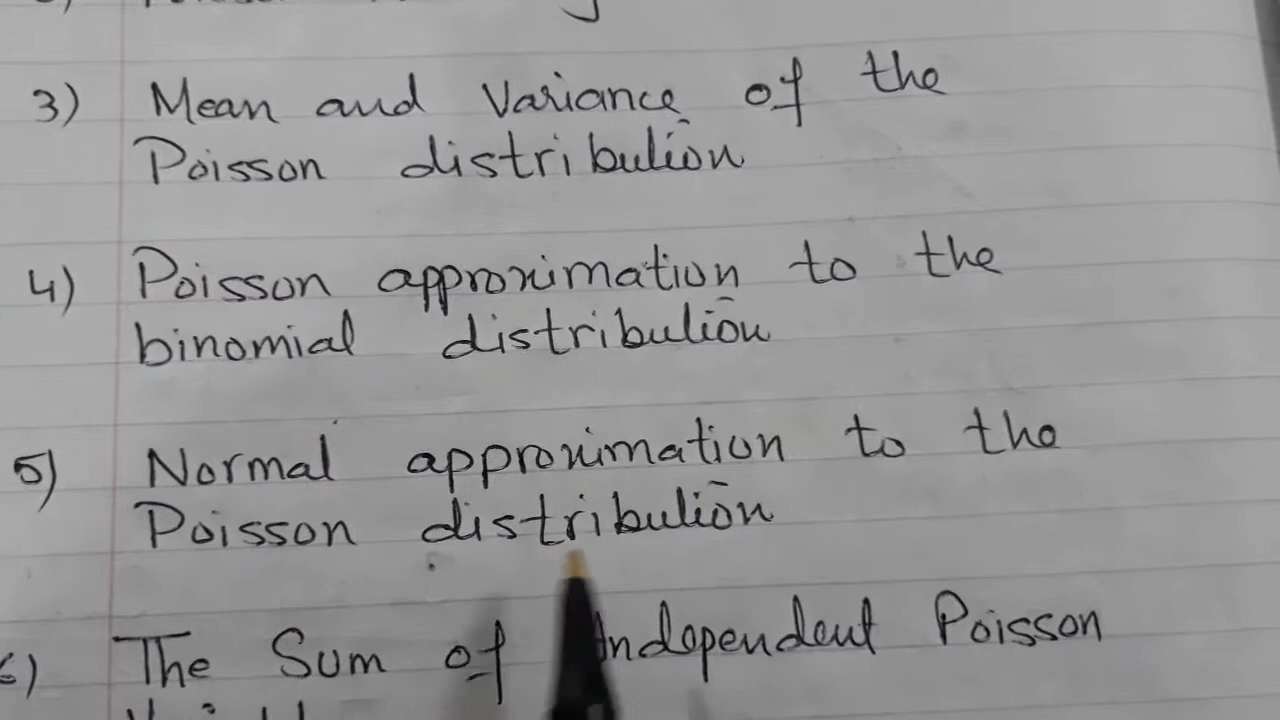 3) Mean and Variance of the
Poisson distribution
4) Poisson approximation to the
binomial distribution
5) Normal approximation to the
Poisson distribution
6) The Sum of Independent Poisson